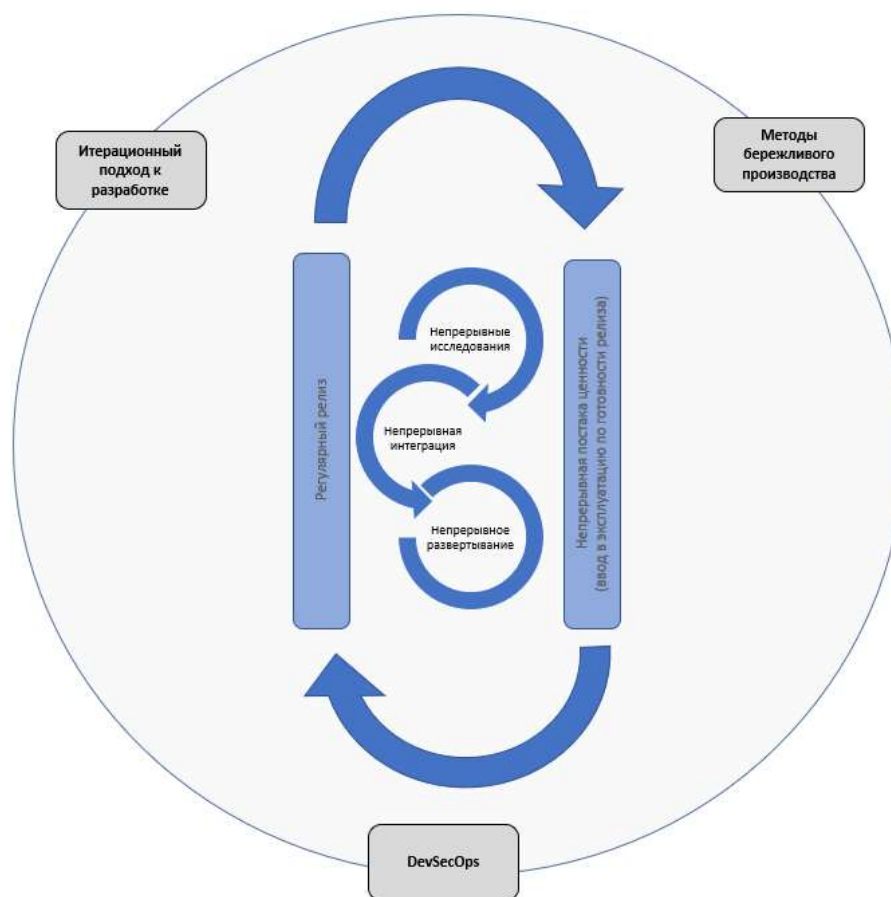 Итерационный
подход к
разработке
Методы
бережливого
производства
Регулярный релиз
Непрерывные
исследования
Непрерывная
интеграция
Непрерывное
развертывание
Непрерывная постака ценности
(ввод в эксплуатацию по готовности релиза)
DevSecOps